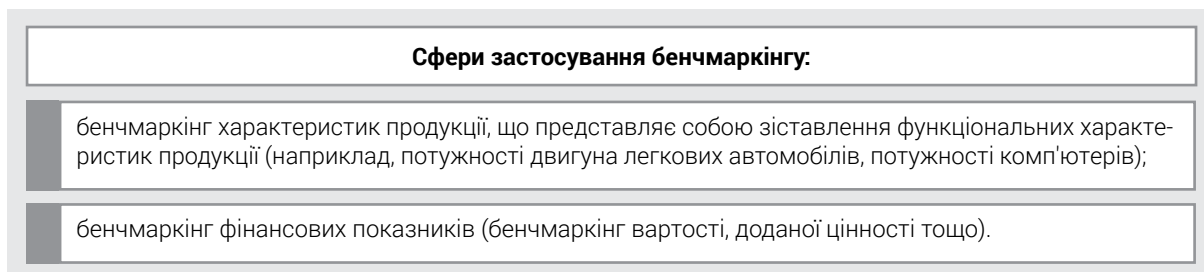 Сфери застосування бенчмаркінгу:
бенчмаркінг характеристик продукції, що представляє собою зіставлення функціональних характе-
ристик продукції (наприклад, потужності двигуна легкових автомобілів, потужності комп'ютерів);
бенчмаркінг фінансових показників (бенчмаркінг вартості, доданої цінності тощо).